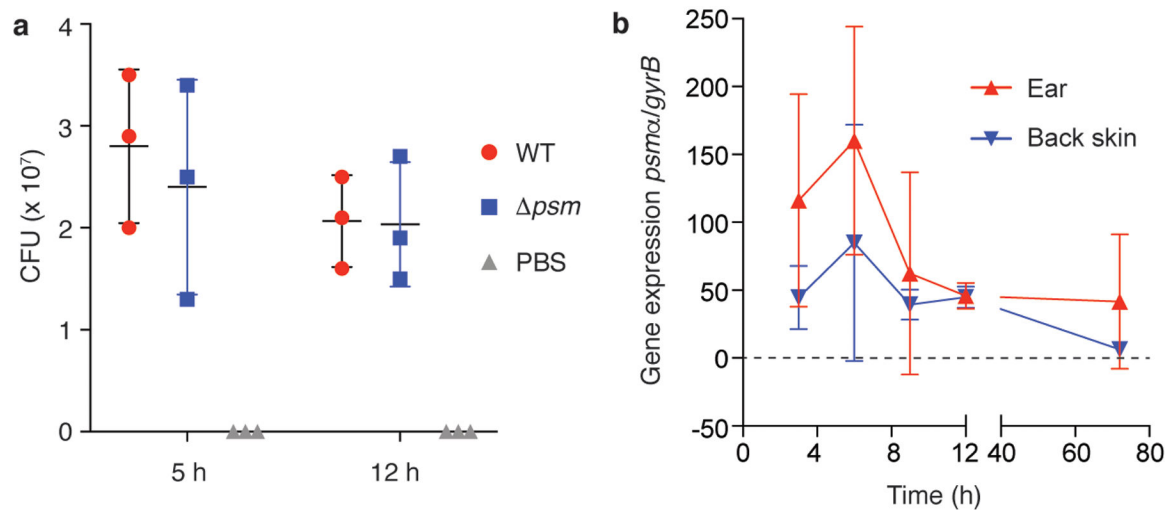 a
4
3
2
1
0
CFU (x 10⁷)
5 h
12 h
WT
Δpsm
PBS
b
250
200
150
100
50
0
-50
Gene expression psmα/gyrB
Ear
Back skin
0 4 8 12 40 60 80
Time (h)